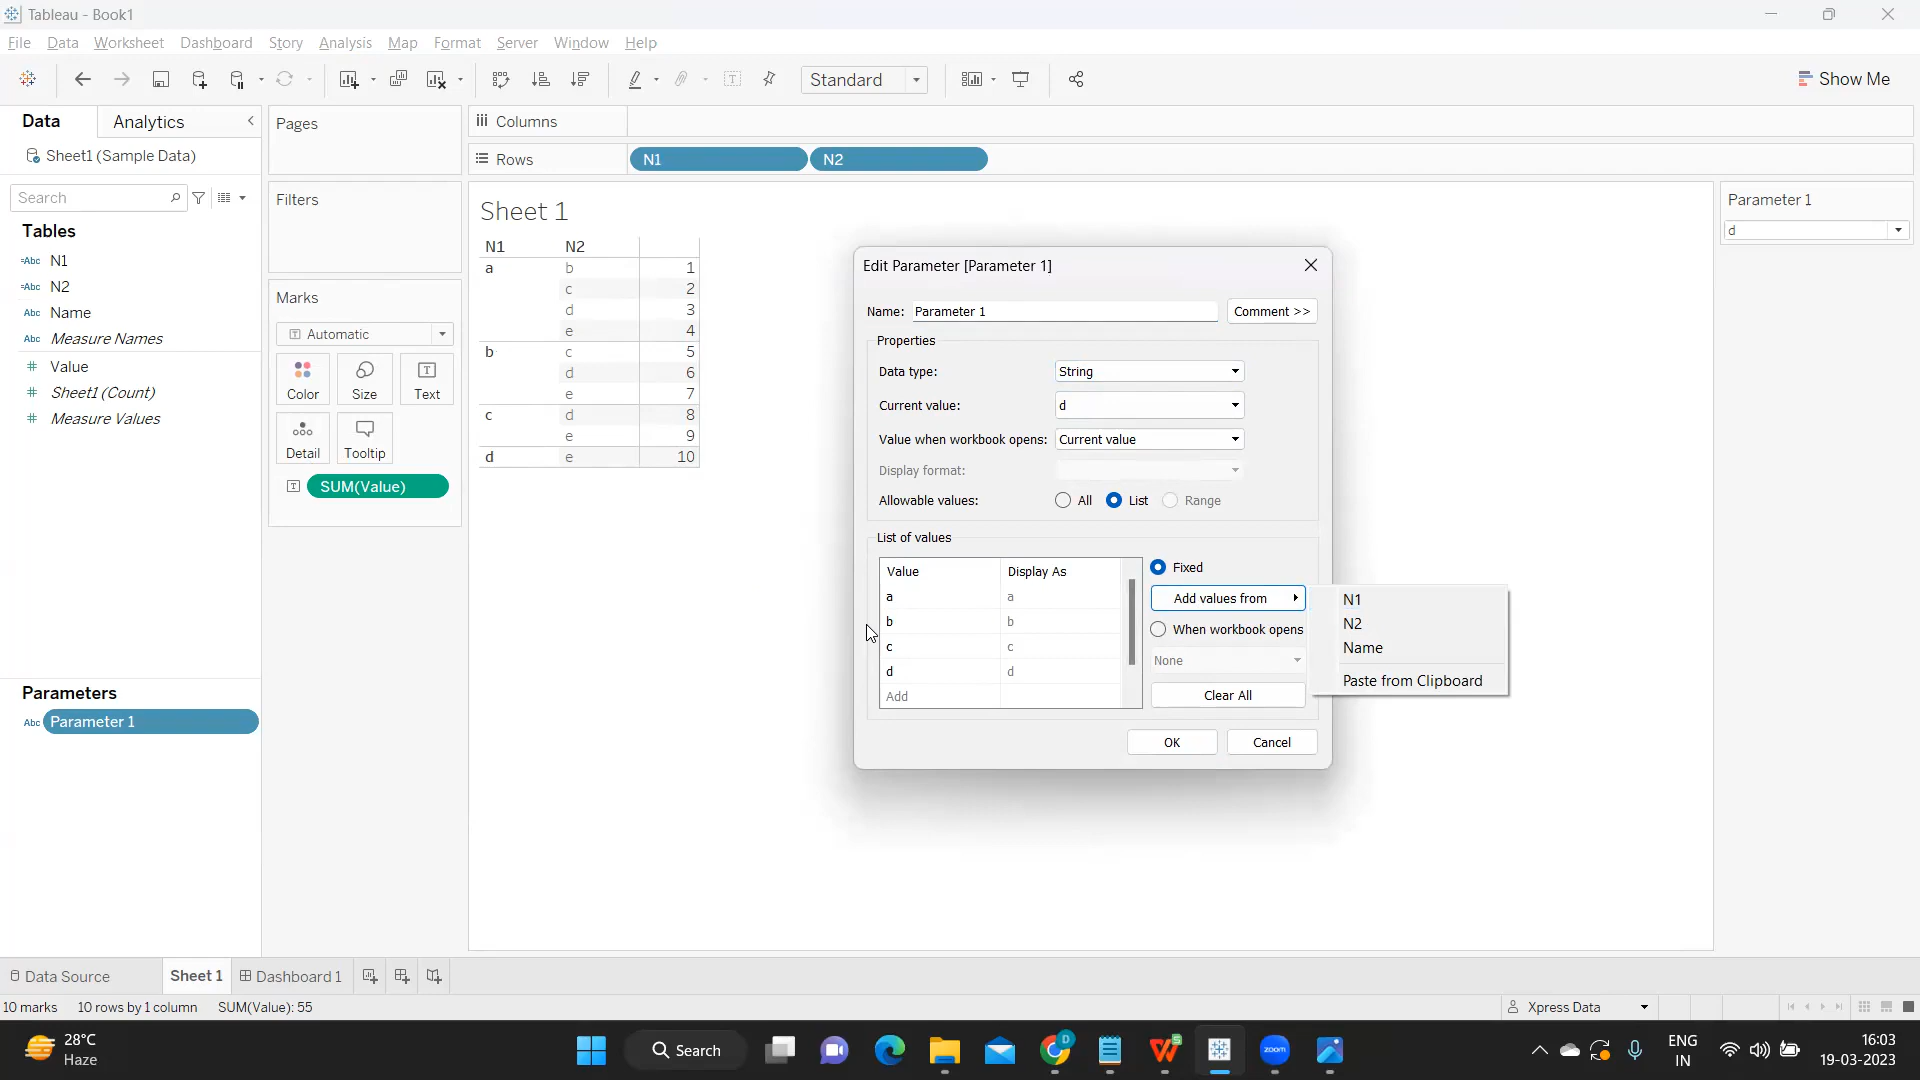 Tableau - Book1
File Data Worksheet Dashboard Story Analysis Map Format Server Window Help
Standard
Show Me
Data Analytics
Sheet1 (Sample Data)
Search
Tables
Abc N1
Abc N2
Abc Name
Abc Measure Names
Value
Sheet1 (Count)
Measure Values
Parameters
Abc Parameter 1
Pages
Filters
Marks
Automatic
Color Size Text
Detail Tooltip
SUM(Value)
Columns
Rows N1 N2
Sheet 1
N1 N2
a b 1
c 2
d 3
e 4
b c 5
d 6
e 7
c d 8
e 9
d e 10
Edit Parameter [Parameter 1]
Name: Parameter 1 Comment >>
Properties
Data type: String
Current value: d
Value when workbook opens: Current value
Display format:
Allowable values: All List Range
List of values
Value Display As
a a
b b
c c
d d
Add
Fixed
Add values from
When workbook opens
None
Clear All
OK Cancel
N1
N2
Name
Paste from Clipboard
Parameter 1
d
Data Source Sheet 1 Dashboard 1
10 marks 10 rows by 1 column SUM(Value): 55
Xpress Data
28°C
Haze
Search
D
S
zoom
ENG
IN
16:03
19-03-2023